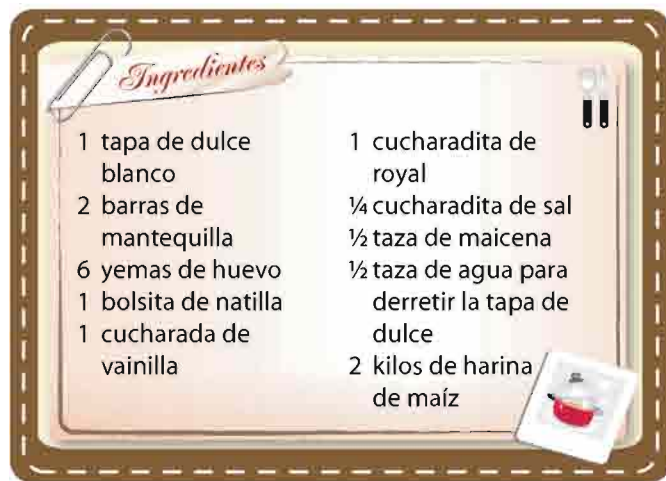 Ingredientes
1 tapa de dulce
blanco
2 barras de
mantequilla
6 yemas de huevo
1 bolsita de natilla
1 cucharada de
vainilla
1 cucharadita de
royal
¼ cucharadita de sal
½ taza de maicena
½ taza de agua para
derretir la tapa de
dulce
2 kilos de harina
de maíz